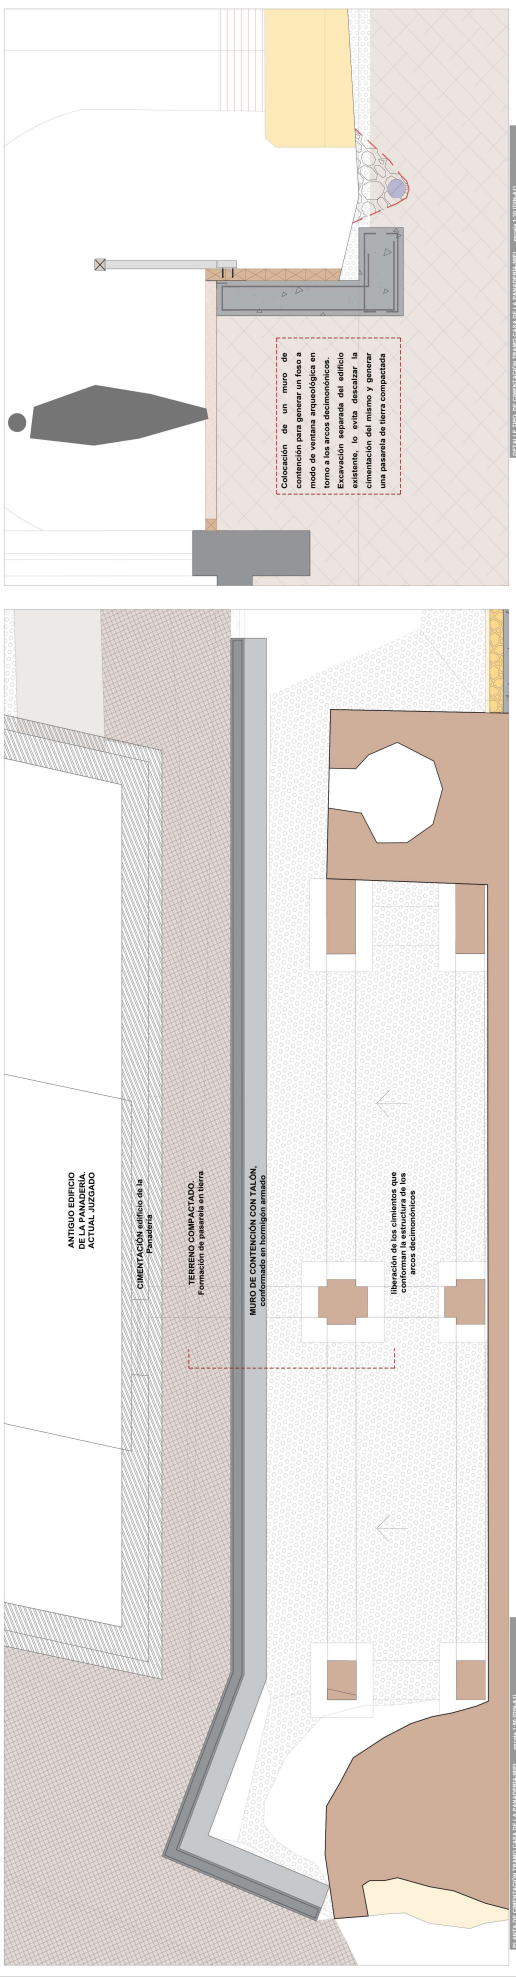 Colocación de un muro de
contención para generar un foso a
modo de ventana arqueológica en
torno a los arcos decimonónicos.
Excavación separada del edificio
existente, lo evita descalzar la
cimentación del mismo y generar
una pasarela de tierra compactada
ANTIGUO EDIFICIO
DE LA PANADERÍA.
ACTUAL JUZGADO
CIMENTACIÓN edificio de la
Panadería
TERRENO COMPACTADO.
Formación de pasarela en tierra
MURO DE CONTENCIÓN CON TALÓN,
conformado en hormigón armado
liberación de los cimientos que
conforman la estructura de los
arcos decimonónicos